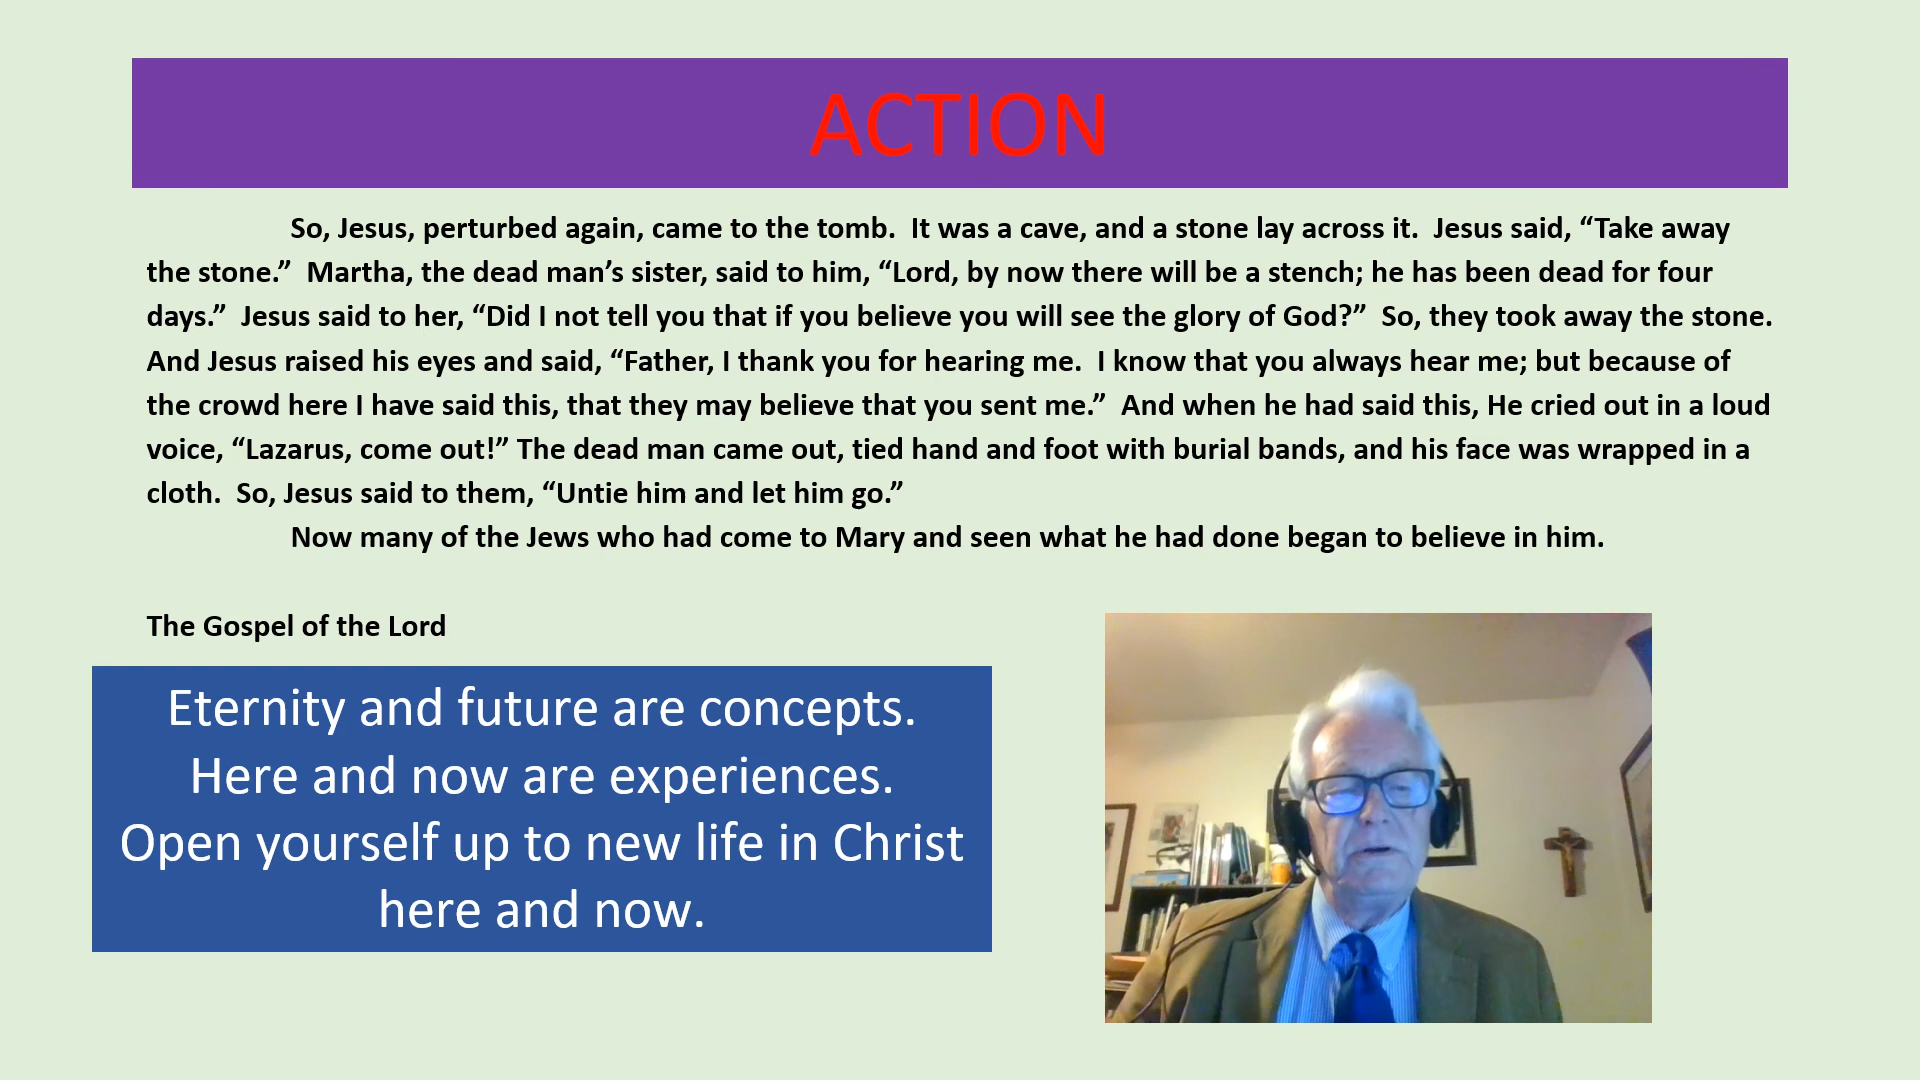 ACTION
So, Jesus, perturbed again, came to the tomb.  It was a cave, and a stone lay across it.  Jesus said, “Take away
the stone.”  Martha, the dead man’s sister, said to him, “Lord, by now there will be a stench; he has been dead for four
days.”  Jesus said to her, “Did I not tell you that if you believe you will see the glory of God?”  So, they took away the stone.
And Jesus raised his eyes and said, “Father, I thank you for hearing me.  I know that you always hear me; but because of
the crowd here I have said this, that they may believe that you sent me.”  And when he had said this, He cried out in a loud
voice, “Lazarus, come out!” The dead man came out, tied hand and foot with burial bands, and his face was wrapped in a
cloth.  So, Jesus said to them, “Untie him and let him go.”
Now many of the Jews who had come to Mary and seen what he had done began to believe in him.
The Gospel of the Lord
Eternity and future are concepts.
Here and now are experiences.
Open yourself up to new life in Christ
here and now.